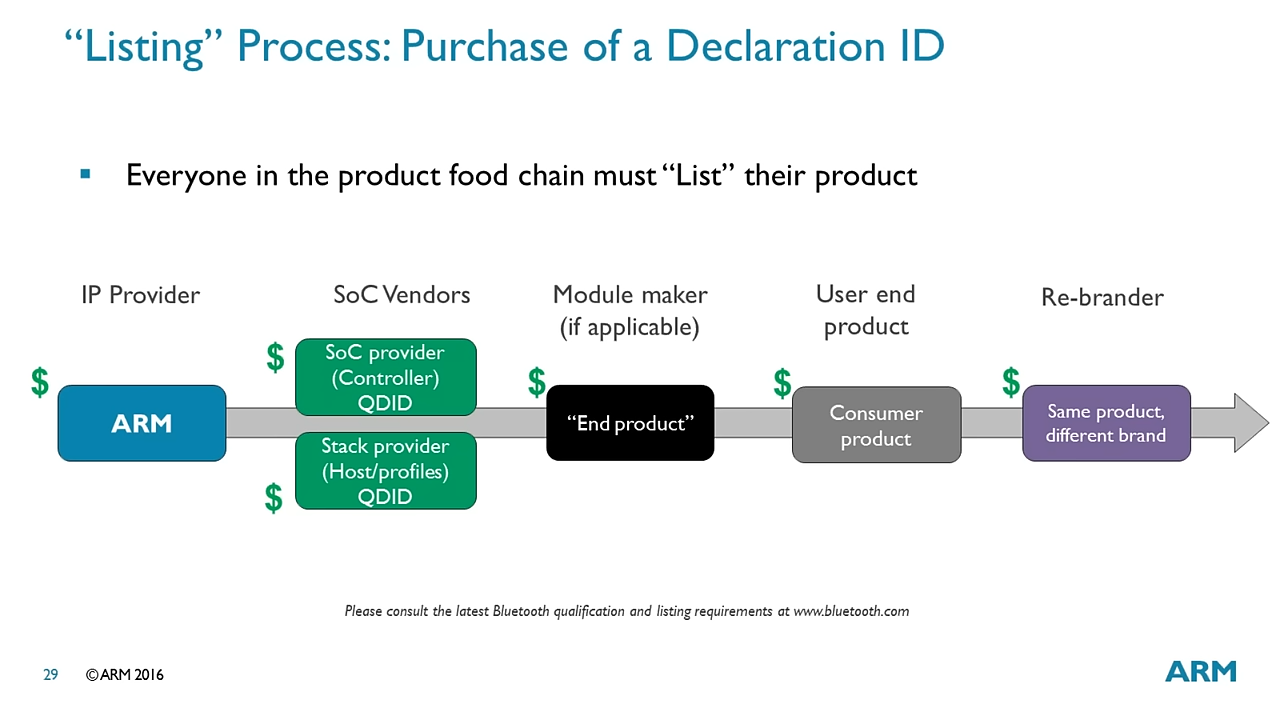 “Listing” Process: Purchase of a Declaration ID
▪ Everyone in the product food chain must “List” their product
IP Provider
SoC Vendors
Module maker
(if applicable)
User end
product
Re-brander
$
ARM
$
SoC provider
(Controller)
QDID
$
Stack provider
(Host/profiles)
QDID
$
“End product”
$
Consumer
product
$
Same product,
different brand
Please consult the latest Bluetooth qualification and listing requirements at www.bluetooth.com
29 © ARM 2016
ARM